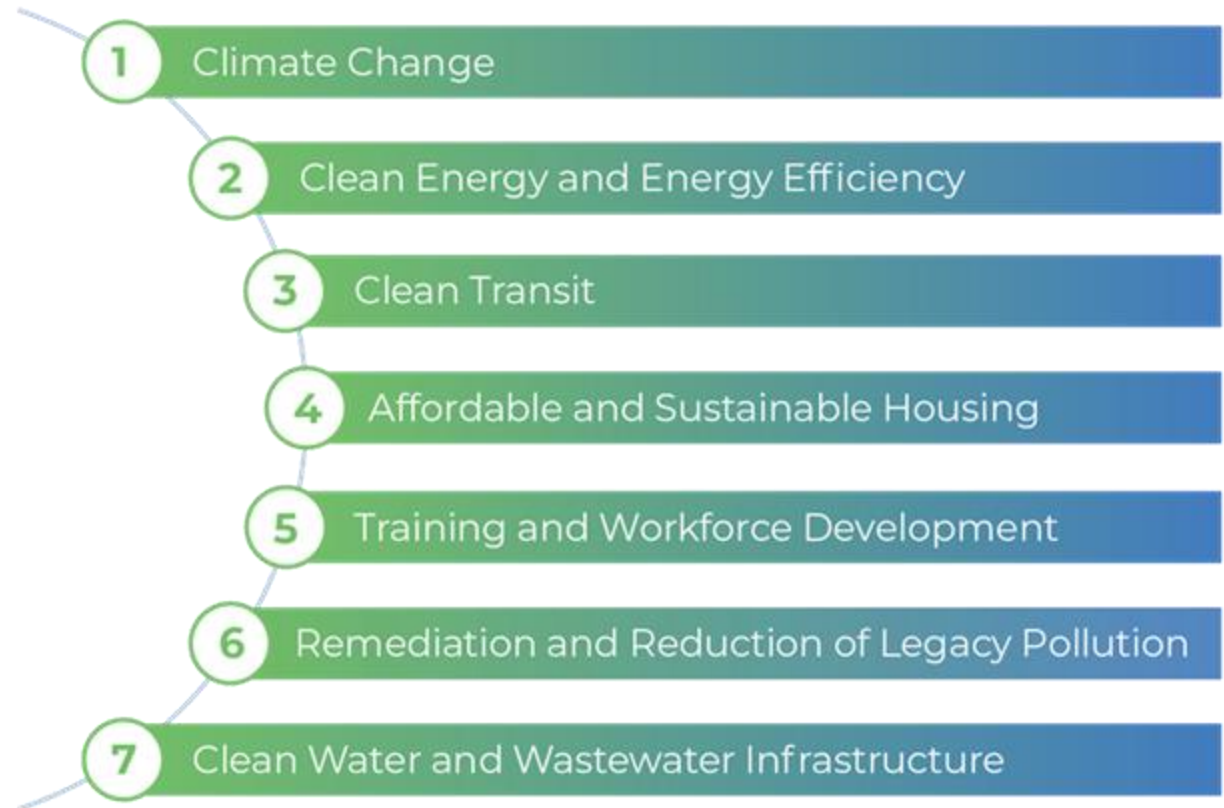 1 Climate Change
2 Clean Energy and Energy Efficiency
3 Clean Transit
4 Affordable and Sustainable Housing
5 Training and Workforce Development
6 Remediation and Reduction of Legacy Pollution
7 Clean Water and Wastewater Infrastructure